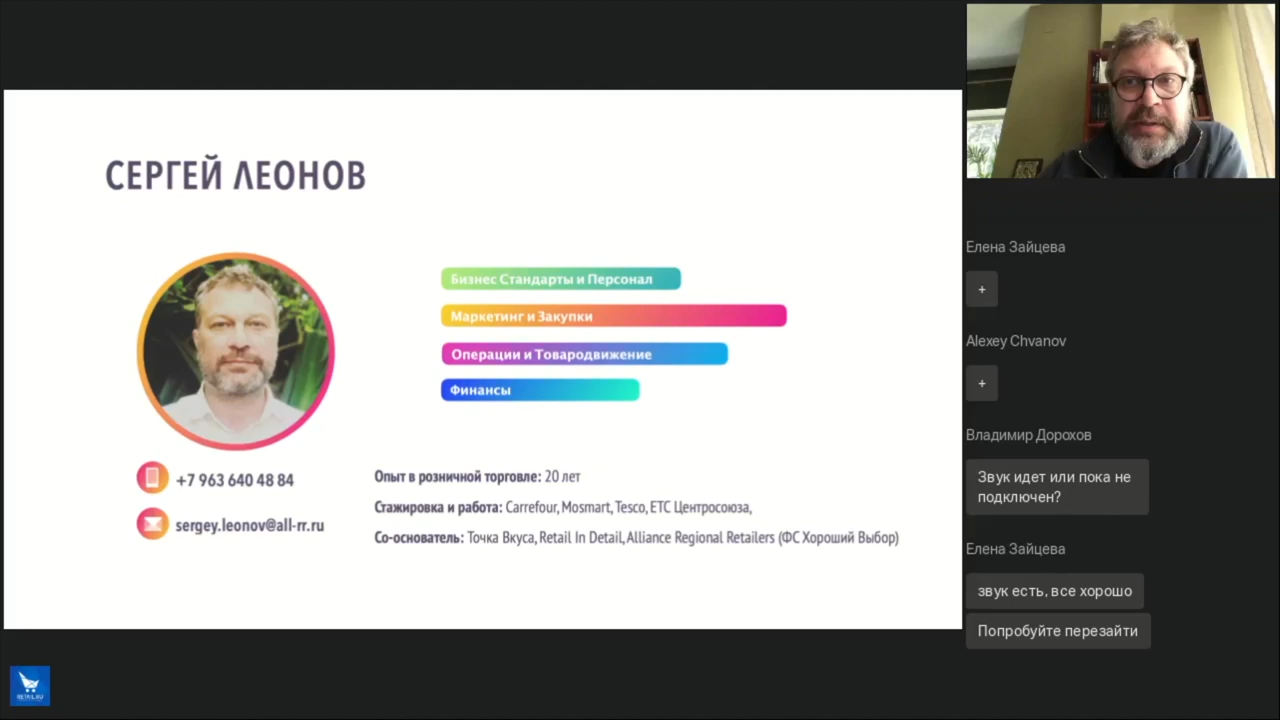 СЕРГЕЙ ЛЕОНОВ
Бизнес Стандарты и Персонал
Маркетинг и Закупки
Операции и Товародвижение
Финансы
+7 963 640 48 84
sergey.leonov@all-rr.ru
Опыт в розничной торговле: 20 лет
Стажировка и работа: Carrefour, Mosmart, Tesco, ЕТС Центросоюза,
Со-основатель: Точка Вкуса, Retail In Detail, Alliance Regional Retailers (ФС Хороший Выбор)
Елена Зайцева
+
Alexey Chvanov
+
Владимир Дорохов
Звук идет или пока не
подключен?
Елена Зайцева
звук есть, все хорошо
Попробуйте перезайти
RETAIL.RU